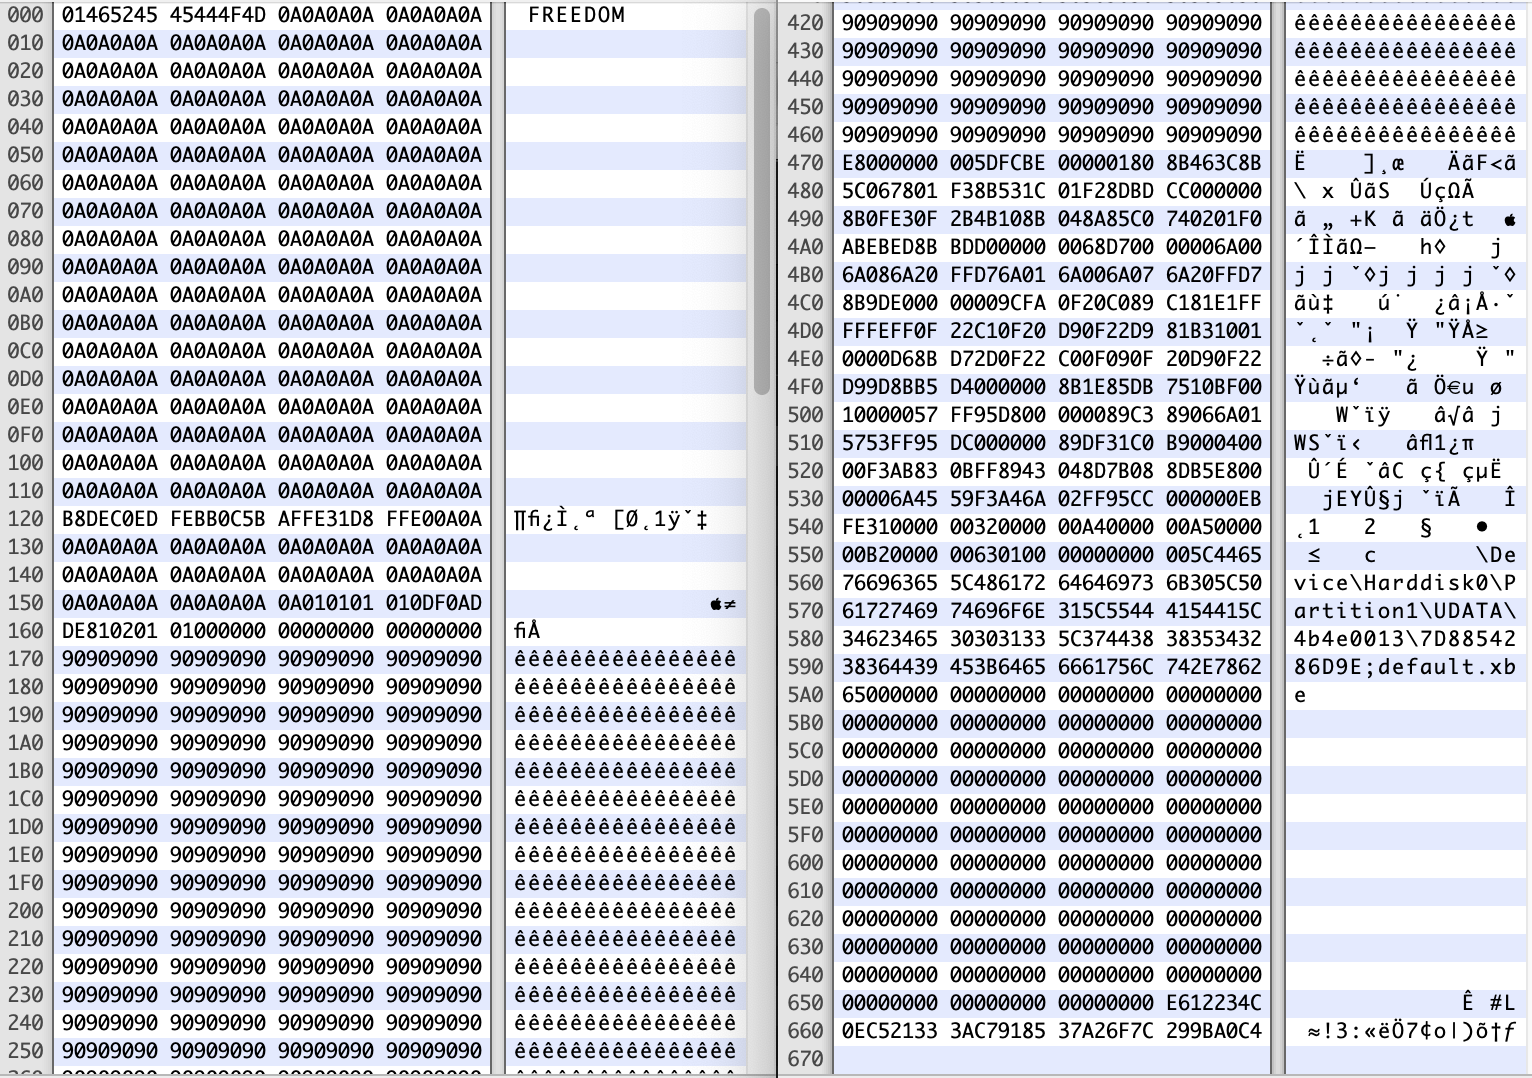 000 01465245 45444F4D 0A0A0A0A 0A0A0A0A FREEDOM
010 0A0A0A0A 0A0A0A0A 0A0A0A0A 0A0A0A0A
020 0A0A0A0A 0A0A0A0A 0A0A0A0A 0A0A0A0A
030 0A0A0A0A 0A0A0A0A 0A0A0A0A 0A0A0A0A
040 0A0A0A0A 0A0A0A0A 0A0A0A0A 0A0A0A0A
050 0A0A0A0A 0A0A0A0A 0A0A0A0A 0A0A0A0A
060 0A0A0A0A 0A0A0A0A 0A0A0A0A 0A0A0A0A
070 0A0A0A0A 0A0A0A0A 0A0A0A0A 0A0A0A0A
080 0A0A0A0A 0A0A0A0A 0A0A0A0A 0A0A0A0A
090 0A0A0A0A 0A0A0A0A 0A0A0A0A 0A0A0A0A
0A0 0A0A0A0A 0A0A0A0A 0A0A0A0A 0A0A0A0A
0B0 0A0A0A0A 0A0A0A0A 0A0A0A0A 0A0A0A0A
0C0 0A0A0A0A 0A0A0A0A 0A0A0A0A 0A0A0A0A
0D0 0A0A0A0A 0A0A0A0A 0A0A0A0A 0A0A0A0A
0E0 0A0A0A0A 0A0A0A0A 0A0A0A0A 0A0A0A0A
0F0 0A0A0A0A 0A0A0A0A 0A0A0A0A 0A0A0A0A
100 0A0A0A0A 0A0A0A0A 0A0A0A0A 0A0A0A0A
110 0A0A0A0A 0A0A0A0A 0A0A0A0A 0A0A0A0A
120 B8DEC0ED FEBB0C5B AFFE31D8 FFE00A0A ∏ﬁ¿Ì˛ª [Ø˛1ÿˇ‡
130 0A0A0A0A 0A0A0A0A 0A0A0A0A 0A0A0A0A
140 0A0A0A0A 0A0A0A0A 0A0A0A0A 0A0A0A0A
150 0A0A0A0A 0A0A0A0A 0A010101 010DF0AD ≠
160 DE810201 01000000 00000000 00000000 ﬁÅ
170 90909090 90909090 90909090 90909090 êêêêêêêêêêêêêêêê
180 90909090 90909090 90909090 90909090 êêêêêêêêêêêêêêêê
190 90909090 90909090 90909090 90909090 êêêêêêêêêêêêêêêê
1A0 90909090 90909090 90909090 90909090 êêêêêêêêêêêêêêêê
1B0 90909090 90909090 90909090 90909090 êêêêêêêêêêêêêêêê
1C0 90909090 90909090 90909090 90909090 êêêêêêêêêêêêêêêê
1D0 90909090 90909090 90909090 90909090 êêêêêêêêêêêêêêêê
1E0 90909090 90909090 90909090 90909090 êêêêêêêêêêêêêêêê
1F0 90909090 90909090 90909090 90909090 êêêêêêêêêêêêêêêê
200 90909090 90909090 90909090 90909090 êêêêêêêêêêêêêêêê
210 90909090 90909090 90909090 90909090 êêêêêêêêêêêêêêêê
220 90909090 90909090 90909090 90909090 êêêêêêêêêêêêêêêê
230 90909090 90909090 90909090 90909090 êêêêêêêêêêêêêêêê
240 90909090 90909090 90909090 90909090 êêêêêêêêêêêêêêêê
250 90909090 90909090 90909090 90909090 êêêêêêêêêêêêêêêê
420 90909090 90909090 90909090 90909090 êêêêêêêêêêêêêêêê
430 90909090 90909090 90909090 90909090 êêêêêêêêêêêêêêêê
440 90909090 90909090 90909090 90909090 êêêêêêêêêêêêêêêê
450 90909090 90909090 90909090 90909090 êêêêêêêêêêêêêêêê
460 90909090 90909090 90909090 90909090 êêêêêêêêêêêêêêêê
470 E8000000 005DFCBE 00000180 8B463C8B Ë ]¸æ ÄãF<ã
480 5C067801 F38B531C 01F28DBD CC000000 \ x ÛãS ÚçΩÃ
490 8B0FE30F 2B4B108B 048A85C0 740201F0 ã „ +K ã äÖ¿t
4A0 ABEBED8B BDD00000 0068D700 00006A00 ´ÎÌãΩ– h◊ j
4B0 6A086A20 FFD76A01 6A006A07 6A20FFD7 j j ˇ◊j j j j ˇ◊
4C0 8B9DE000 00009CFA 0F20C089 C181E1FF ãù‡ ú˙ ¿â¡Å·ˇ
4D0 FFFEFF0F 22C10F20 D90F22D9 81B31001 ˇ˛ˇ "¡ Ÿ "ŸÅ≥
4E0 0000D68B D72D0F22 C00F090F 20D90F22 ÷ã◊- "¿ Ÿ "
4F0 D99D8BB5 D4000000 8B1E85DB 7510BF00 Ÿùãµ‘ ã Ö€u ø
500 10000057 FF95D800 000089C3 89066A01 Wˇïÿ â√â j
510 5753FF95 DC000000 89DF31C0 B9000400 WSˇï‹ âﬂ1¿π
520 00F3AB83 0BFF8943 048D7B08 8DB5E800 Û´É ˇâC ç{ çµË
530 00006A45 59F3A46A 02FF95CC 000000EB jEYÛ§j ˇïÃ Î
540 FE310000 00320000 00A40000 00A50000 ˛1 2 § •
550 00B20000 00630100 00000000 005C4465 ≤ c \De
560 76696365 5C486172 64646973 6B305C50 vice\Harddisk0\P
570 61727469 74696F6E 315C5544 4154415C artition1\UDATA\
580 34623465 30303133 5C374438 38353432 4b4e0013\7D88542
590 38364439 453B6465 6661756C 742E7862 86D9E;default.xb
5A0 65000000 00000000 00000000 00000000 e
5B0 00000000 00000000 00000000 00000000
5C0 00000000 00000000 00000000 00000000
5D0 00000000 00000000 00000000 00000000
5E0 00000000 00000000 00000000 00000000
5F0 00000000 00000000 00000000 00000000
600 00000000 00000000 00000000 00000000
610 00000000 00000000 00000000 00000000
620 00000000 00000000 00000000 00000000
630 00000000 00000000 00000000 00000000
640 00000000 00000000 00000000 00000000
650 00000000 00000000 00000000 E612234C Ê #L
660 0EC52133 3AC79185 37A26F7C 299BA0C4 ≈!3:«ëÖ7¢o|)õ†ƒ
670